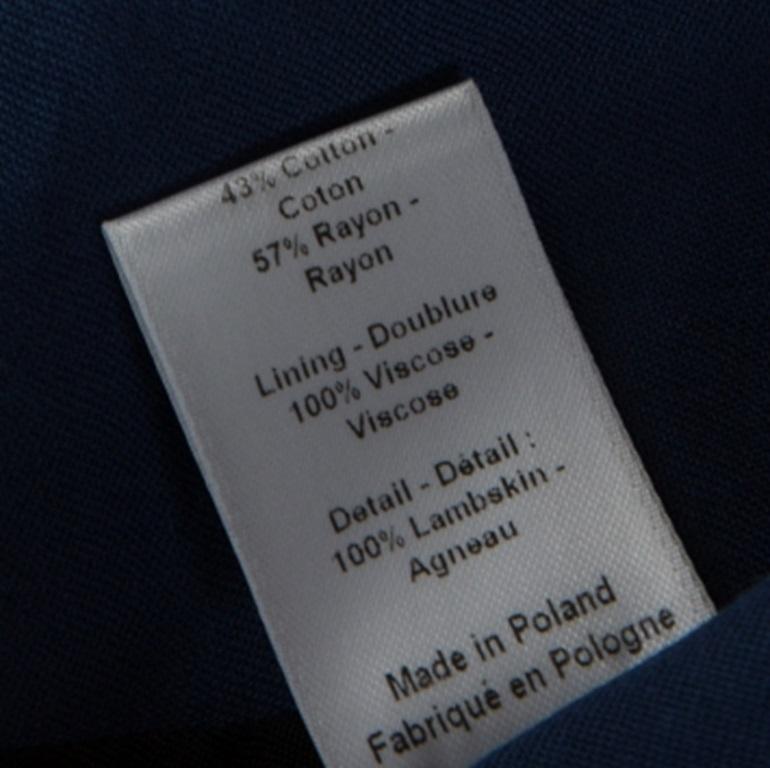 43% Cotton -
Coton
57% Rayon -
Rayon
Lining - Doublure
100% Viscose -
Viscose
Detail - Détail :
100% Lambskin -
Agneau
Made in Poland
Fabriqué en Pologne